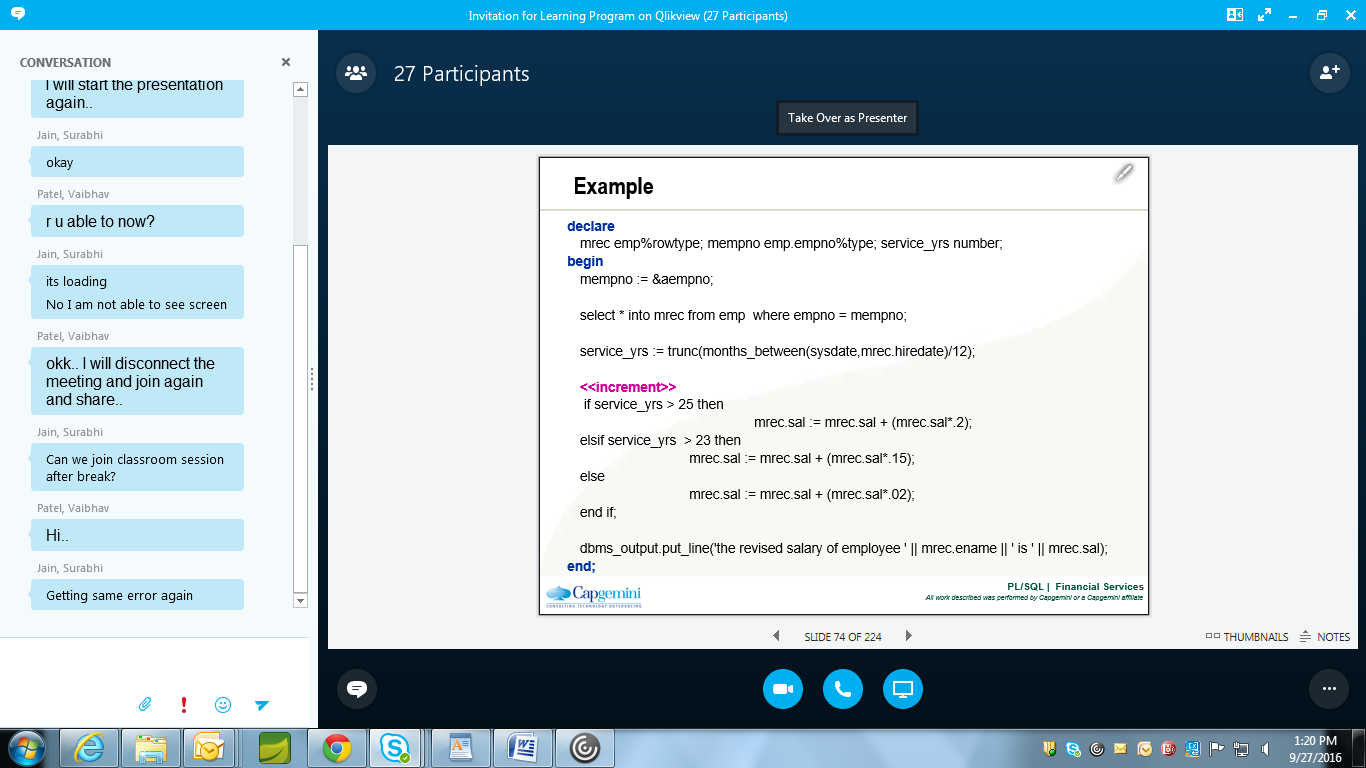 Invitation for Learning Program on Qlikview (27 Participants)
CONVERSATION
I will start the presentation
again..
Jain, Surabhi
okay
Patel, Vaibhav
r u able to now?
Jain, Surabhi
its loading
No I am not able to see screen
Patel, Vaibhav
okk.. I will disconnect the
meeting and join again
and share..
Jain, Surabhi
Can we join classroom session
after break?
Patel, Vaibhav
Hi..
Jain, Surabhi
Getting same error again
27 Participants
Take Over as Presenter
Example
declare
mrec emp%rowtype; mempno emp.empno%type; service_yrs number;
begin
mempno := &aempno;
select * into mrec from emp where empno = mempno;
service_yrs := trunc(months_between(sysdate,mrec.hiredate)/12);
<<increment>>
if service_yrs > 25 then
mrec.sal := mrec.sal + (mrec.sal*.2);
elsif service_yrs > 23 then
mrec.sal := mrec.sal + (mrec.sal*.15);
else
mrec.sal := mrec.sal + (mrec.sal*.02);
end if;
dbms_output.put_line('the revised salary of employee ' || mrec.ename || ' is ' || mrec.sal);
end;
Capgemini
CONSULTING.TECHNOLOGY.OUTSOURCING
PL/SQL | Financial Services
All work described was performed by Capgemini or a Capgemini affiliate
SLIDE 74 OF 224
THUMBNAILS
NOTES
1:20 PM
9/27/2016